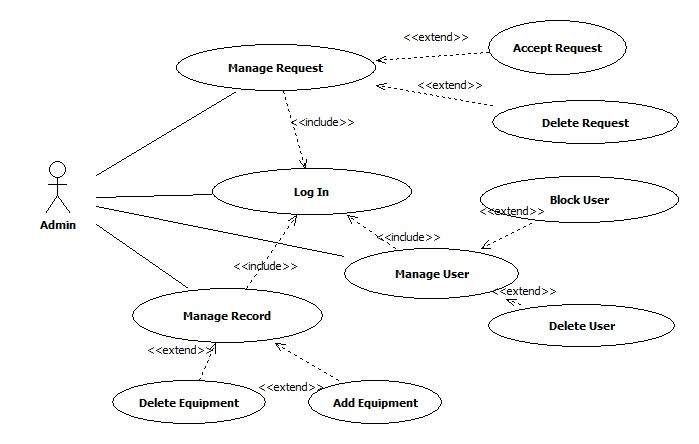 <<extend>>
Accept Request
Manage Request
<<extend>>
<<include>>
Delete Request
Log In
Admin
Block User
<<extend>>
<<include>>
Manage User
<<include>>
<<extend>>
Manage Record
Delete User
<<extend>>
<<extend>>
Delete Equipment
Add Equipment